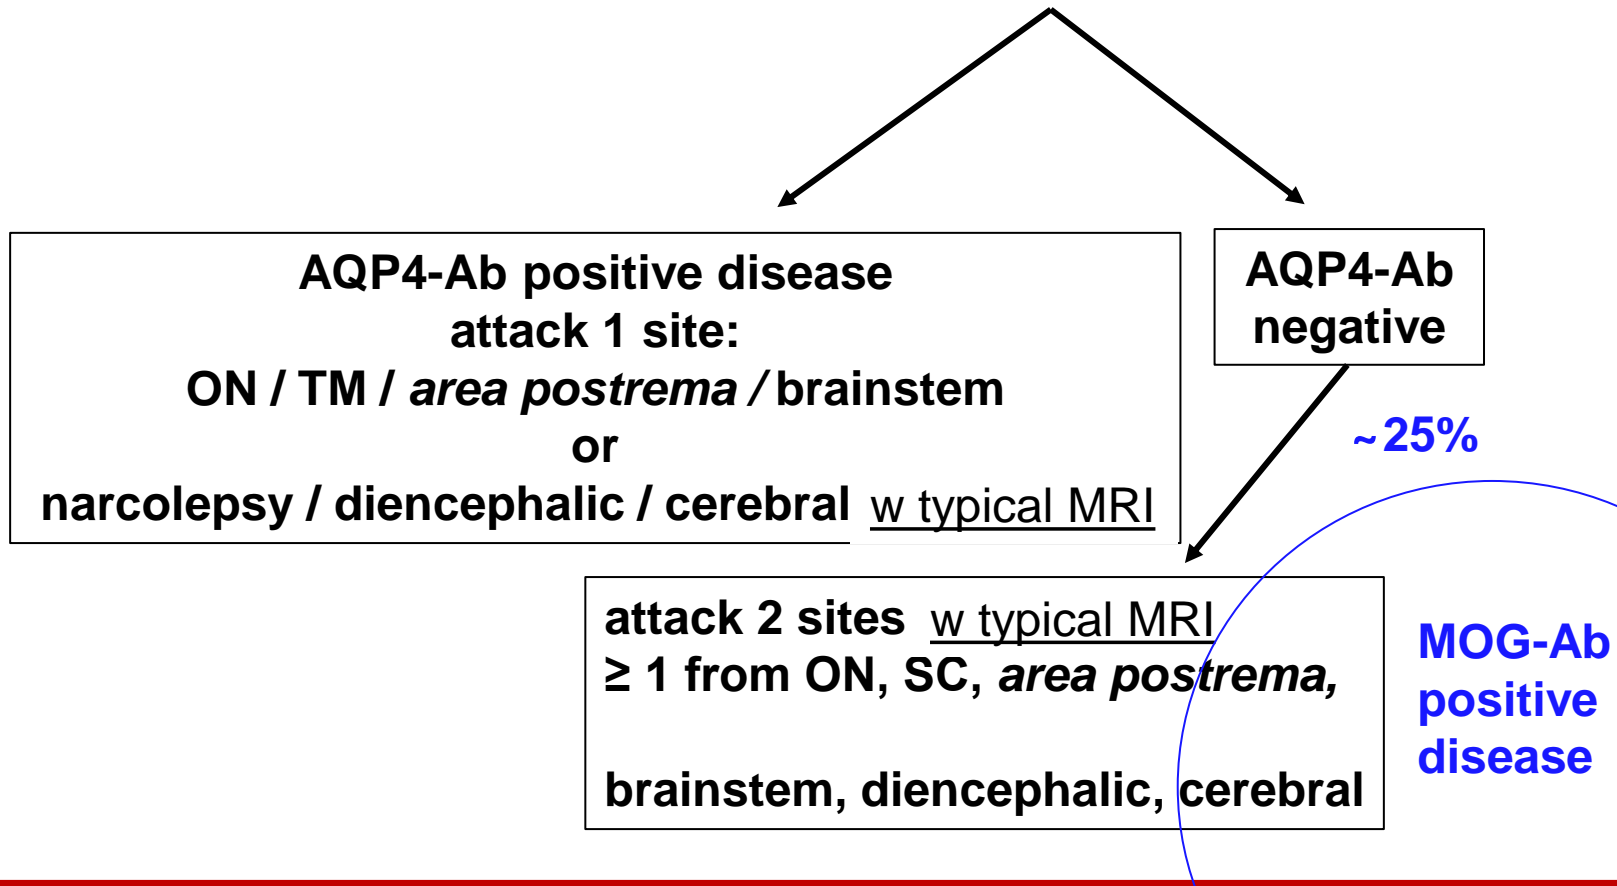 AQP4-Ab positive disease
attack 1 site:
ON / TM / area postrema / brainstem
or
narcolepsy / diencephalic / cerebral w typical MRI
AQP4-Ab
negative
~25%
attack 2 sites w typical MRI
≥ 1 from ON, SC, area postrema,
brainstem, diencephalic, cerebral
MOG-Ab
positive
disease